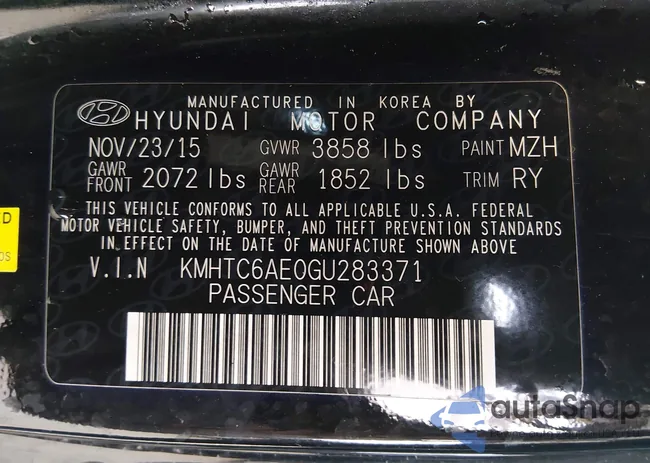 MANUFACTURED IN KOREA BY
HYUNDAI MOTOR COMPANY
NOV/23/15 GVWR 3858 lbs PAINT MZH
GAWR FRONT 2072 lbs GAWR REAR 1852 lbs TRIM RY
THIS VEHICLE CONFORMS TO ALL APPLICABLE U.S.A. FEDERAL
MOTOR VEHICLE SAFETY, BUMPER, AND THEFT PREVENTION STANDARDS
IN EFFECT ON THE DATE OF MANUFACTURE SHOWN ABOVE
V.I.N KMHTC6AE0GU283371
PASSENGER CAR
autoSnap